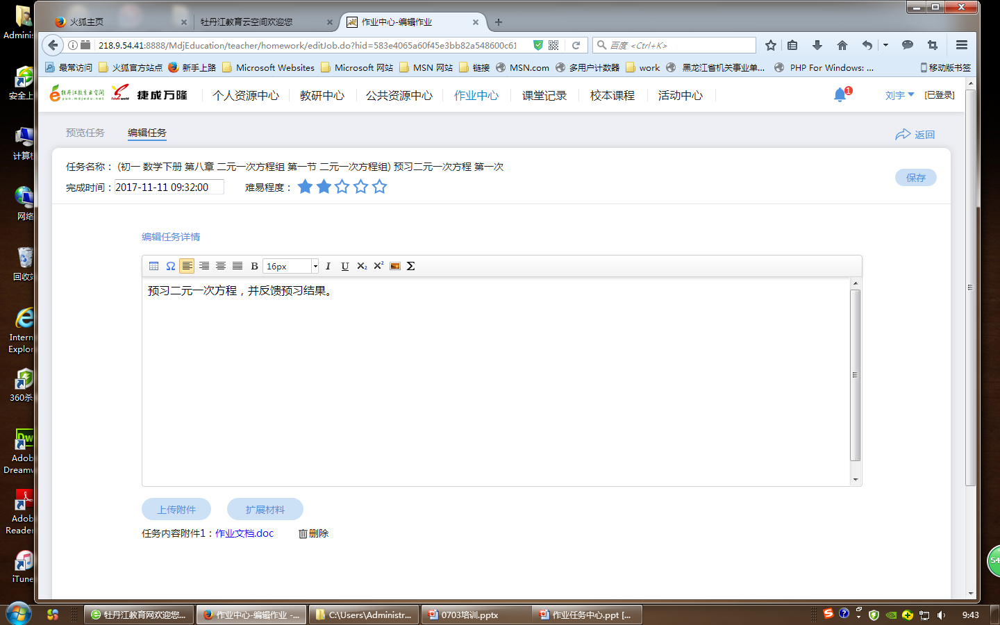 火狐主页
牡丹江教育云空间欢迎您
作业中心-编辑作业
218.9.54.41:8888/MdjEducation/teacher/homework/editJob.do?hid=583e4065a60f45e3bb82a548600c61
百度 <Ctrl+K>
最常访问 火狐官方站点 新手上路 Microsoft Websites Microsoft 网站 MSN 网站 链接 MSN.com 多用户计数器 work 黑龙江省机关事业单... PHP For Windows: ... 移动版书签
牡丹江教育云空间
yun.mdjedu.net
Future world
捷成万隆
个人资源中心 教研中心 公共资源中心 作业中心 课堂记录 校本课程 活动中心
1
刘宇 [已登录]
预览任务 编辑任务 返回
任务名称： (初一 数学下册 第八章 二元一次方程组 第一节 二元一次方程组) 预习二元一次方程 第一次
完成时间：2017-11-11 09:32:00 难易程度：
保存
编辑任务详情
Ω B 16px I U X₂ X² Σ
预习二元一次方程，并反馈预习结果。
上传附件 扩展材料
任务内容附件1：作业文档.doc 删除
Adminis
安全上
计算机
网络
回收站
Intern
Explor
360杀
Dw
Adob
Dreamw
Adob
Reader
iTune
54
牡丹江教育网欢迎您...
作业中心-编辑作业 -...
C:\Users\Administr...
0703培训.pptx
作业任务中心.ppt [...
9:43